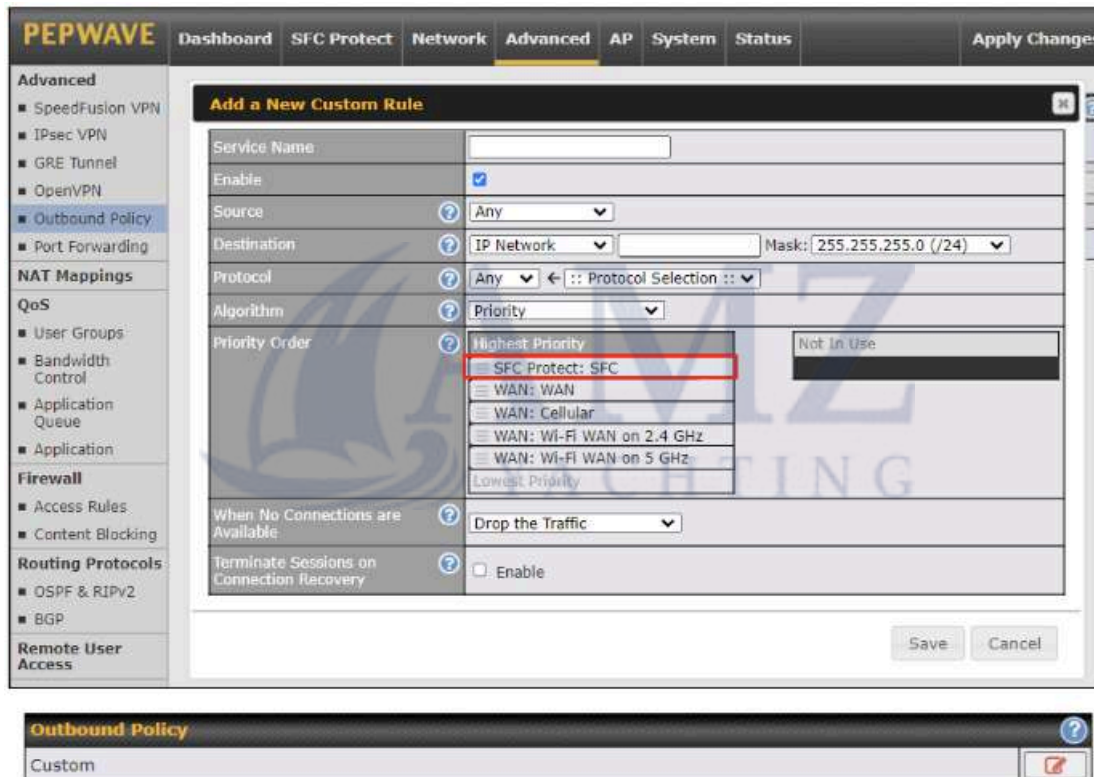 PEPWAVE Dashboard SFC Protect Network Advanced AP System Status Apply Changes
Advanced
SpeedFusion VPN
IPsec VPN
GRE Tunnel
OpenVPN
Outbound Policy
Port Forwarding
NAT Mappings
QoS
User Groups
Bandwidth
Control
Application
Queue
Application
Firewall
Access Rules
Content Blocking
Routing Protocols
OSPF & RIPv2
BGP
Remote User
Access
Add a New Custom Rule
Service Name
Enable
Source Any
Destination IP Network Mask: 255.255.255.0 (/24)
Protocol Any ← :: Protocol Selection ::
Algorithm Priority
Priority Order Highest Priority Not In Use
SFC Protect: SFC
WAN: WAN
WAN: Cellular
WAN: Wi-Fi WAN on 2.4 GHz
WAN: Wi-Fi WAN on 5 GHz
Lowest Priority
When No Connections are
Available
Drop the Traffic
Terminate Sessions on
Connection Recovery
Enable
Save Cancel
AMZ
YACHTING
Outbound Policy
Custom